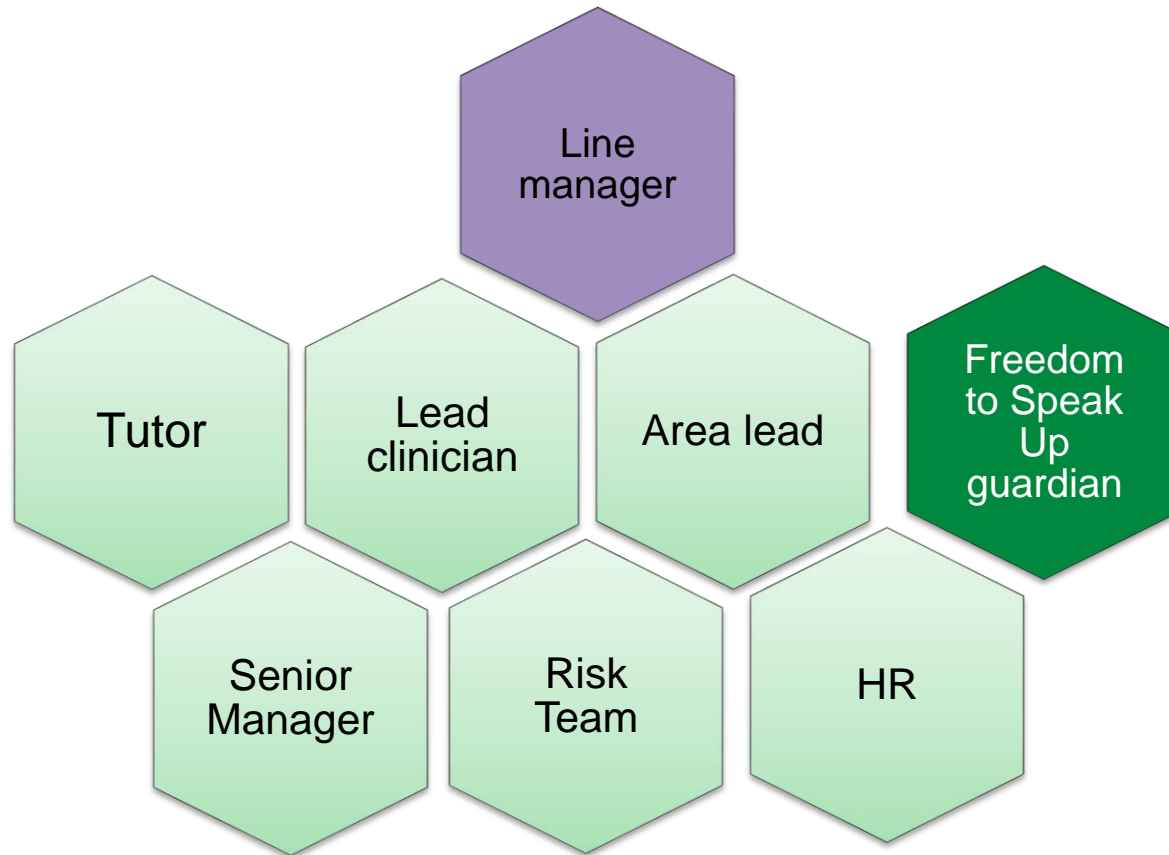 Line
manager
Tutor
Lead
clinician
Area lead
Freedom
to Speak
Up
guardian
Senior
Manager
Risk
Team
HR